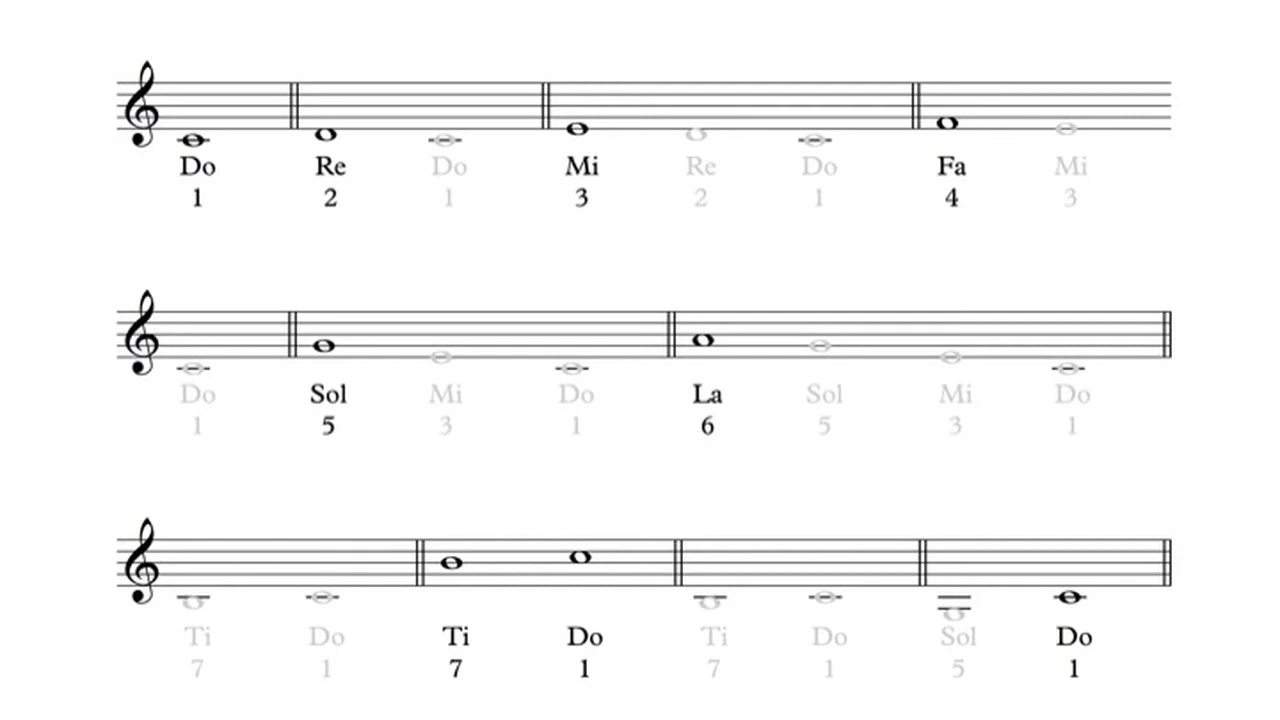 Do Re Do Mi Re Do Fa Mi
1 2 1 3 2 1 4 3
Do Sol Mi Do La Sol Mi Do
1 5 3 1 6 5 3 1
Ti Do Ti Do Ti Do Sol Do
7 1 7 1 7 1 5 1